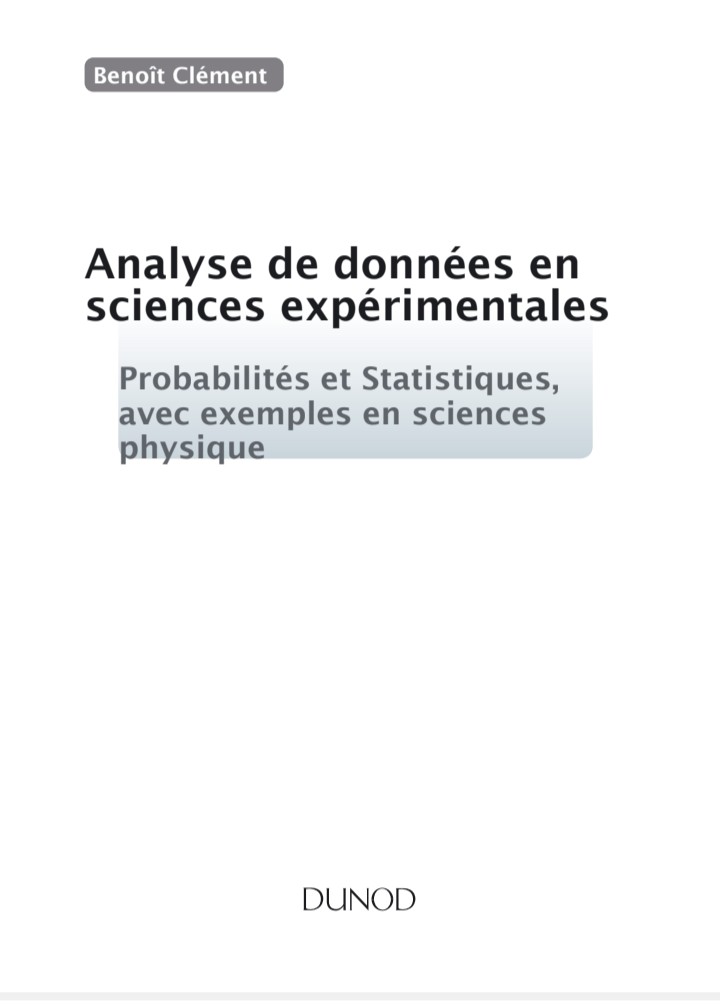 Benoît Clément
Analyse de données en
sciences expérimentales
Probabilités et Statistiques,
avec exemples en sciences
physique
DUNOD